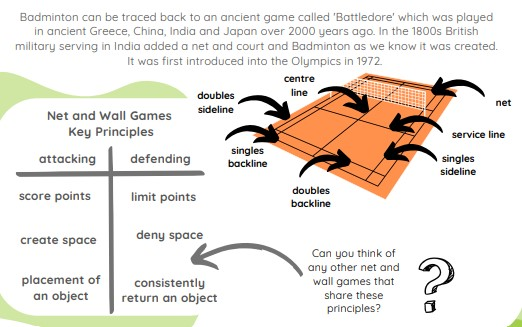 Badminton can be traced back to an ancient game called 'Battledore' which was played
in ancient Greece, China, India and Japan over 2000 years ago. In the 1800s British
military serving in India added a net and court and Badminton as we know it was created.
It was first introduced into the Olympics in 1972.
Net and Wall Games
Key Principles
attacking
defending
score points
limit points
create space
deny space
placement of
an object
consistently
return an object
doubles
sideline
centre
line
net
service line
singles
backline
singles
sideline
doubles
backline
Can you think of
any other net and
wall games that
share these
principles?
?